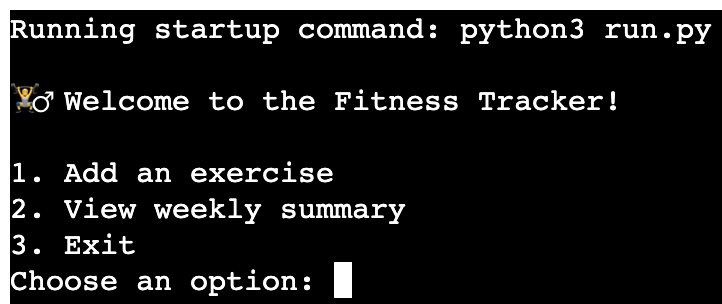 Running startup command: python3 run.py
🏋️♂ Welcome to the Fitness Tracker!
1. Add an exercise
2. View weekly summary
3. Exit
Choose an option: